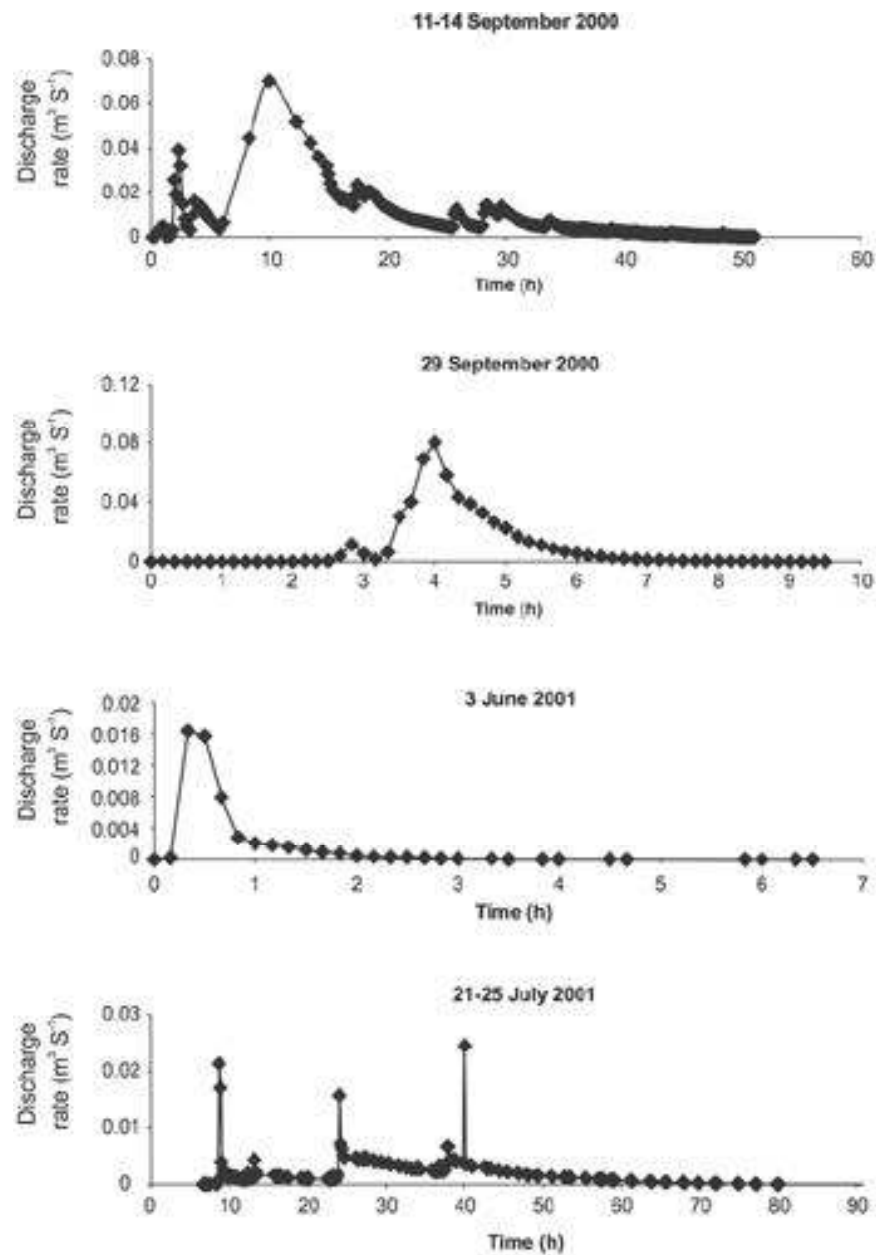 11-14 September 2000
Discharge
rate (m³ S⁻¹)
0.08
0.06
0.04
0.02
0
0 10 20 30 40 50 60
Time (h)
29 September 2000
Discharge
rate (m³ S⁻¹)
0.12
0.08
0.04
0
0 1 2 3 4 5 6 7 8 9 10
Time (h)
3 June 2001
Discharge
rate (m³ S⁻¹)
0.02
0.016
0.012
0.008
0.004
0
0 1 2 3 4 5 6 7
Time (h)
21-25 July 2001
Discharge
rate (m³ S⁻¹)
0.03
0.02
0.01
0
0 10 20 30 40 50 60 70 80 90
Time (h)